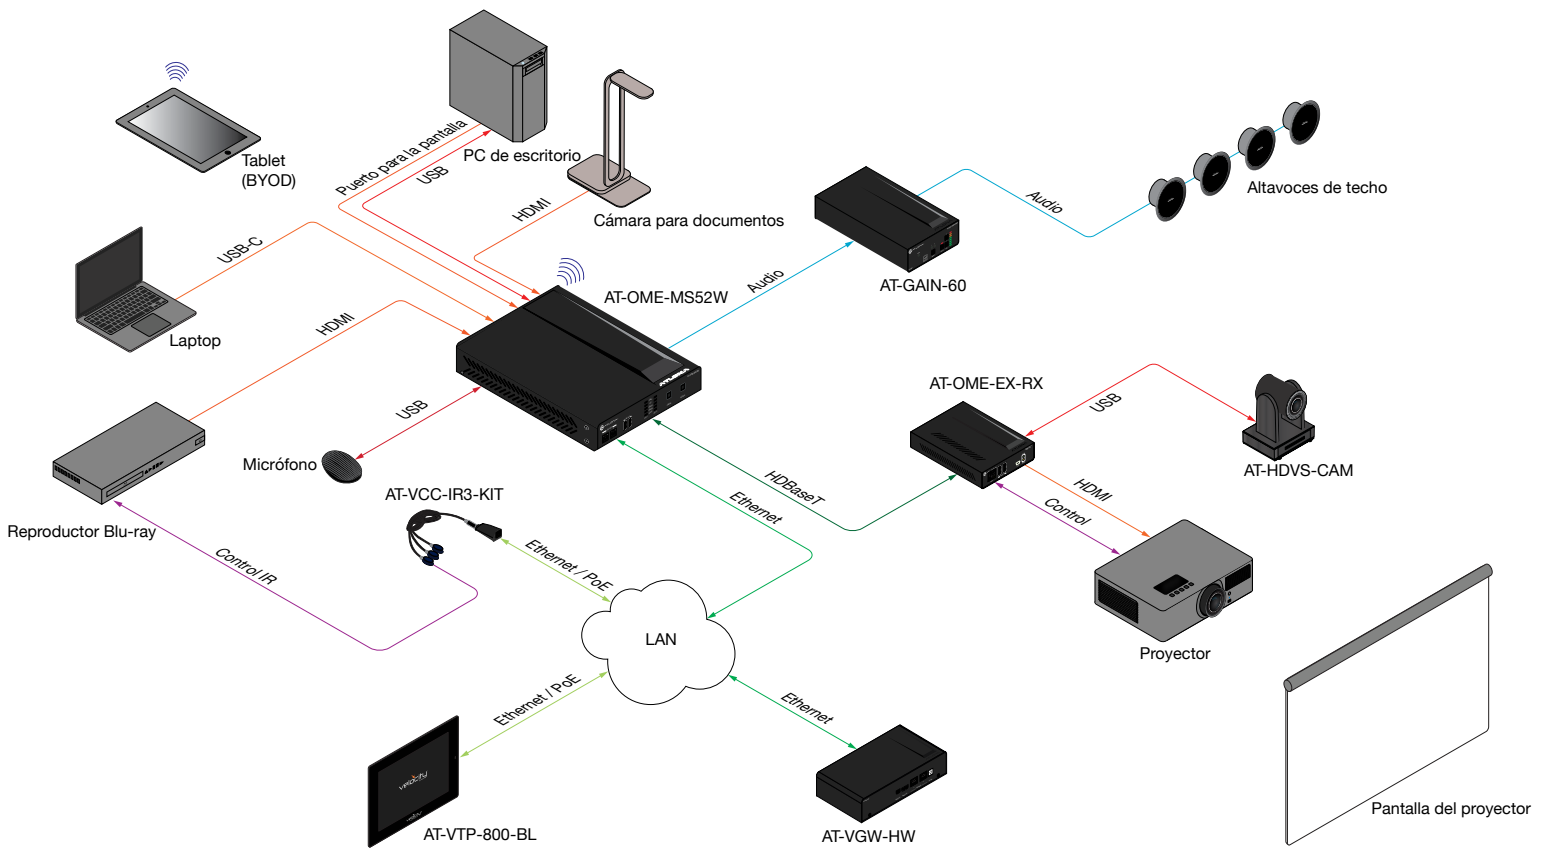 PC de escritorio
Puerto para la pantalla
USB
Tablet
(BYOD)
HDMI
Cámara para documentos
Audio
Altavoces de techo
USB-C
AT-OME-MS52W
Audio
AT-GAIN-60
Laptop
HDMI
ATLONA
USB
AT-OME-EX-RX
USB
AT-HDVS-CAM
Micrófono
AT-VCC-IR3-KIT
HDBaseT
Ethernet
HDMI
Control
Reproductor Blu-ray
Control IR
Ethernet / PoE
LAN
Proyector
Ethernet / PoE
Ethernet
velocity
AT-VTP-800-BL
AT-VGW-HW
Pantalla del proyector